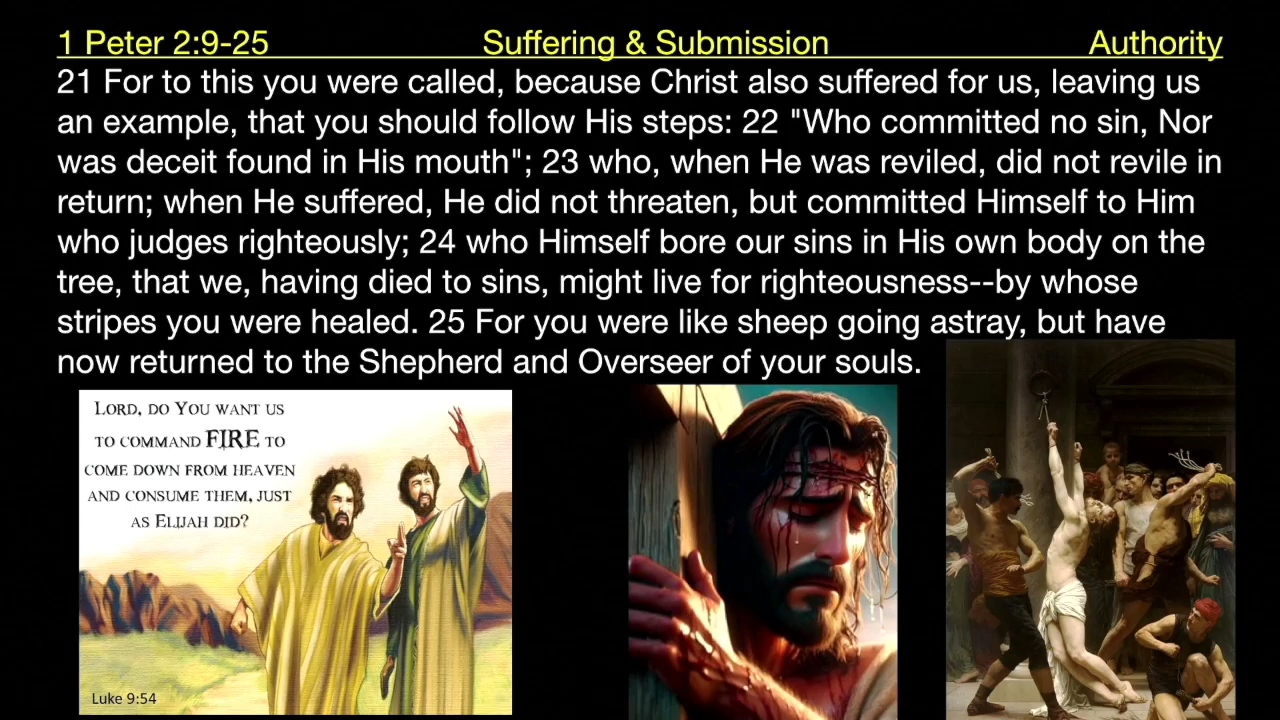 1 Peter 2:9-25 Suffering & Submission Authority
21 For to this you were called, because Christ also suffered for us, leaving us
an example, that you should follow His steps: 22 "Who committed no sin, Nor
was deceit found in His mouth"; 23 who, when He was reviled, did not revile in
return; when He suffered, He did not threaten, but committed Himself to Him
who judges righteously; 24 who Himself bore our sins in His own body on the
tree, that we, having died to sins, might live for righteousness--by whose
stripes you were healed. 25 For you were like sheep going astray, but have
now returned to the Shepherd and Overseer of your souls.
Lord, do You want us
to command FIRE to
come down from heaven
and consume them, just
as Elijah did?
Luke 9:54